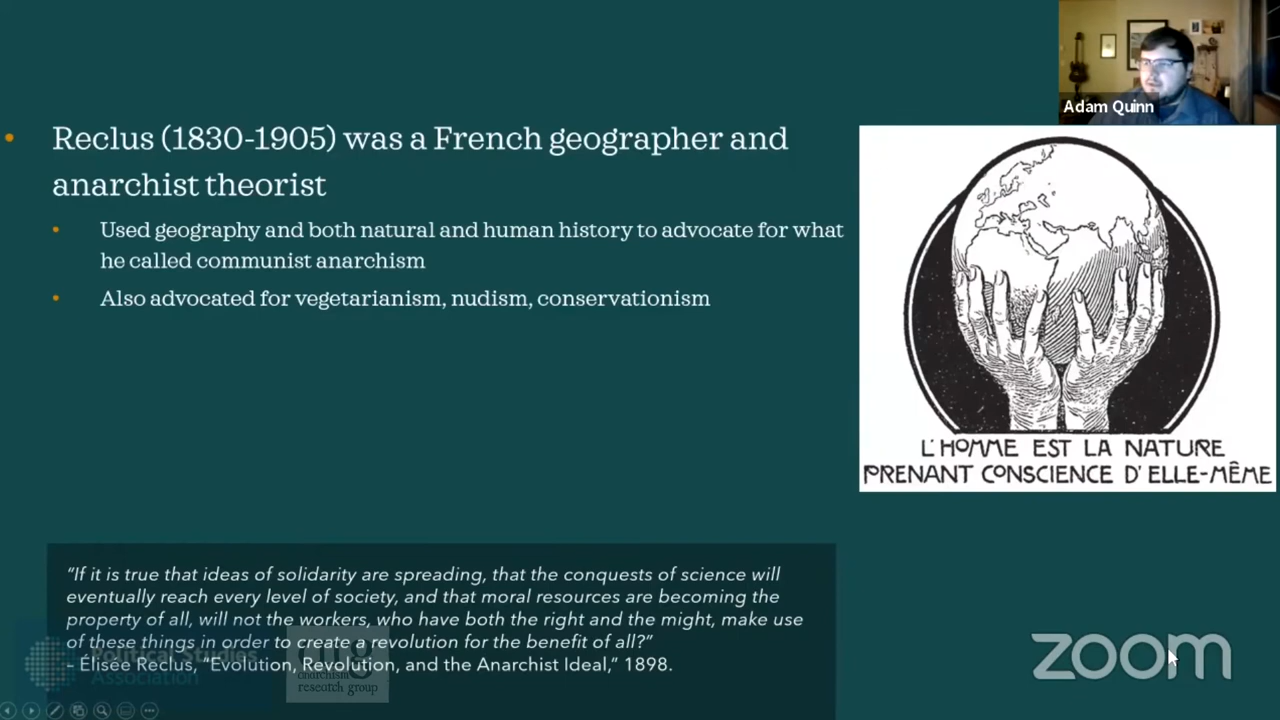 Adam Quinn
Reclus (1830-1905) was a French geographer and
anarchist theorist
Used geography and both natural and human history to advocate for what
he called communist anarchism
Also advocated for vegetarianism, nudism, conservationism
L'HOMME EST LA NATURE
PRENANT CONSCIENCE D'ELLE-MÊME
“If it is true that ideas of solidarity are spreading, that the conquests of science will
eventually reach every level of society, and that moral resources are becoming the
property of all, will not the workers, who have both the right and the might, make use
of these things in order to create a revolution for the benefit of all?”
– Élisée Reclus, “Evolution, Revolution, and the Anarchist Ideal,” 1898.
Political Studies
Association
anarchism
research group
zoom